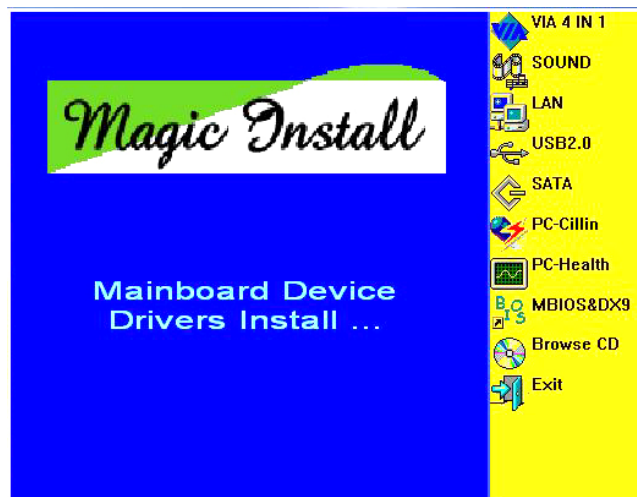 Magic Install
Mainboard Device
Drivers Install ...
VIA 4 IN 1
SOUND
LAN
USB2.0
SATA
PC-Cillin
PC-Health
BIOS
MBIOS&DX9
Browse CD
Exit